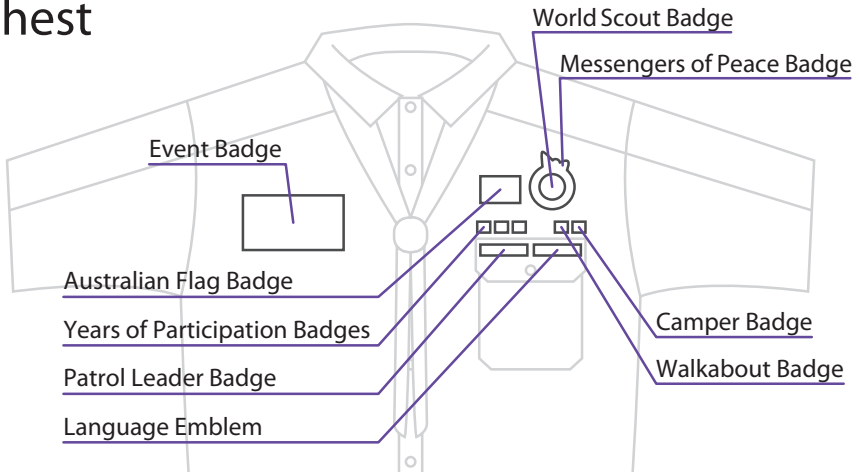 hest
World Scout Badge
Messengers of Peace Badge
Event Badge
Australian Flag Badge
Years of Participation Badges
Camper Badge
Patrol Leader Badge
Walkabout Badge
Language Emblem